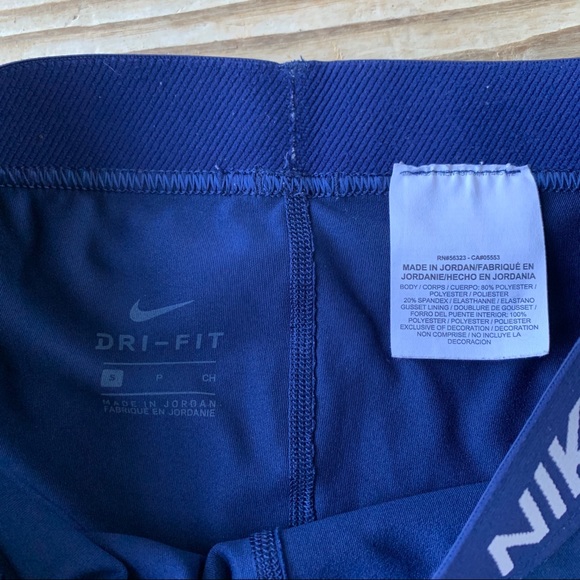 DRI-FIT
S P CH
MADE IN JORDAN
FABRIQUÉ EN JORDANIE
RN#56323 - CA#05553
MADE IN JORDAN/FABRIQUÉ EN
JORDANIE/HECHO EN JORDANIA
BODY / CORPS / CUERPO: 80% POLYESTER /
POLYESTER / POLIESTER
20% SPANDEX / ELASTHANNE / ELASTANO
GUSSET LINING / DOUBLURE DE GOUSSET /
FORRO DEL PUENTE INTERIOR: 100%
POLYESTER / POLYESTER / POLIESTER
EXCLUSIVE OF DECORATION / DECORATION
NON COMPRISE / NO INCLUYE LA
DECORACIÓN
NIK